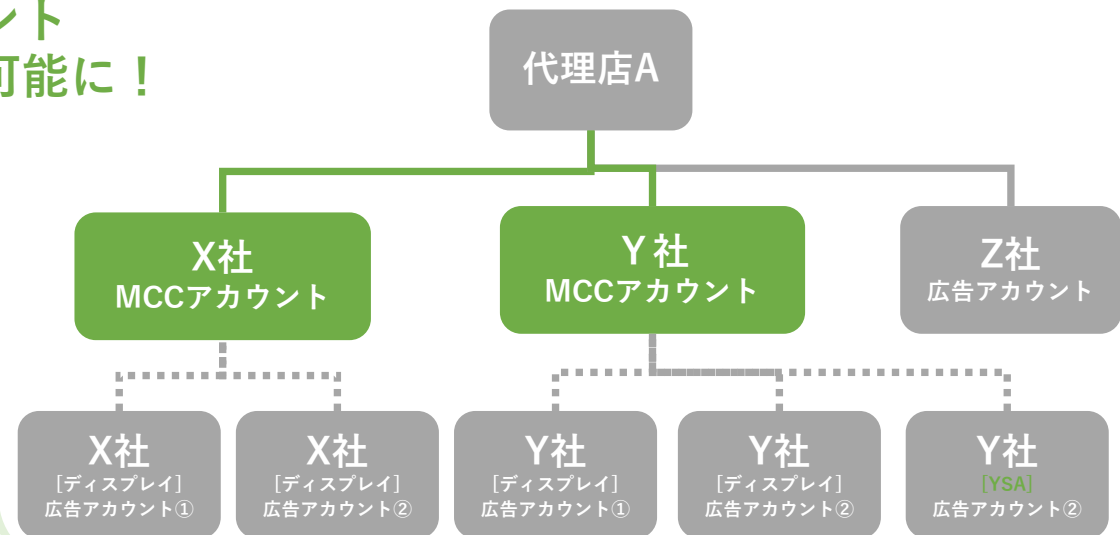 ント
可能に！
代理店A
X社
MCCアカウント
Y社
MCCアカウント
Z社
広告アカウント
X社
[ディスプレイ]
広告アカウント①
X社
[ディスプレイ]
広告アカウント②
Y社
[ディスプレイ]
広告アカウント①
Y社
[ディスプレイ]
広告アカウント②
Y社
[YSA]
広告アカウント②